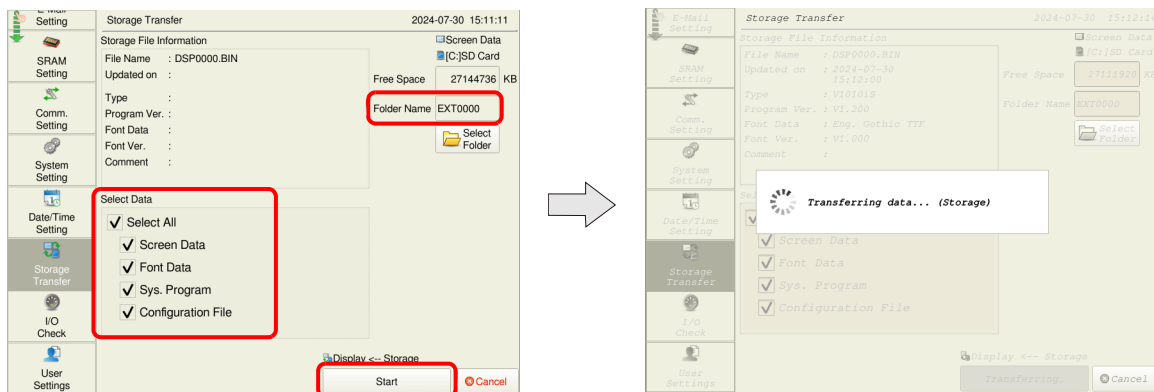 E-Mail
Setting
SRAM
Setting
Comm.
Setting
System
Setting
Date/Time
Setting
Storage
Transfer
I/O
Check
User
Settings
Storage Transfer 2024-07-30 15:11:11
Storage File Information
Screen Data
[C:]SD Card
File Name : DSP0000.BIN
Updated on :
Free Space 27144736 KB
Type :
Program Ver. :
Folder Name EXT0000
Font Data :
Font Ver. :
Select
Folder
Comment :
Select Data
Select All
Screen Data
Font Data
Sys. Program
Configuration File
Display <-- Storage
Start
Cancel
E-Mail
Setting
SRAM
Setting
Comm.
Setting
System
Setting
Date/Time
Setting
Storage
Transfer
I/O
Check
User
Settings
Storage Transfer 2024-07-30 15:12:14
Storage File Information
Screen Data
[C:]SD Card
File Name : DSP0000.BIN
Updated on : 2024-07-30
15:12:00
Free Space 27111920 KB
Type : V1010iS
Program Ver. : V1.200
Folder Name EXT0000
Font Data : Eng. Gothic TTF
Font Ver. : V1.000
Select
Folder
Comment :
Transferring data... (Storage)
Screen Data
Font Data
Sys. Program
Configuration File
Display <-- Storage
Transferring…
Cancel